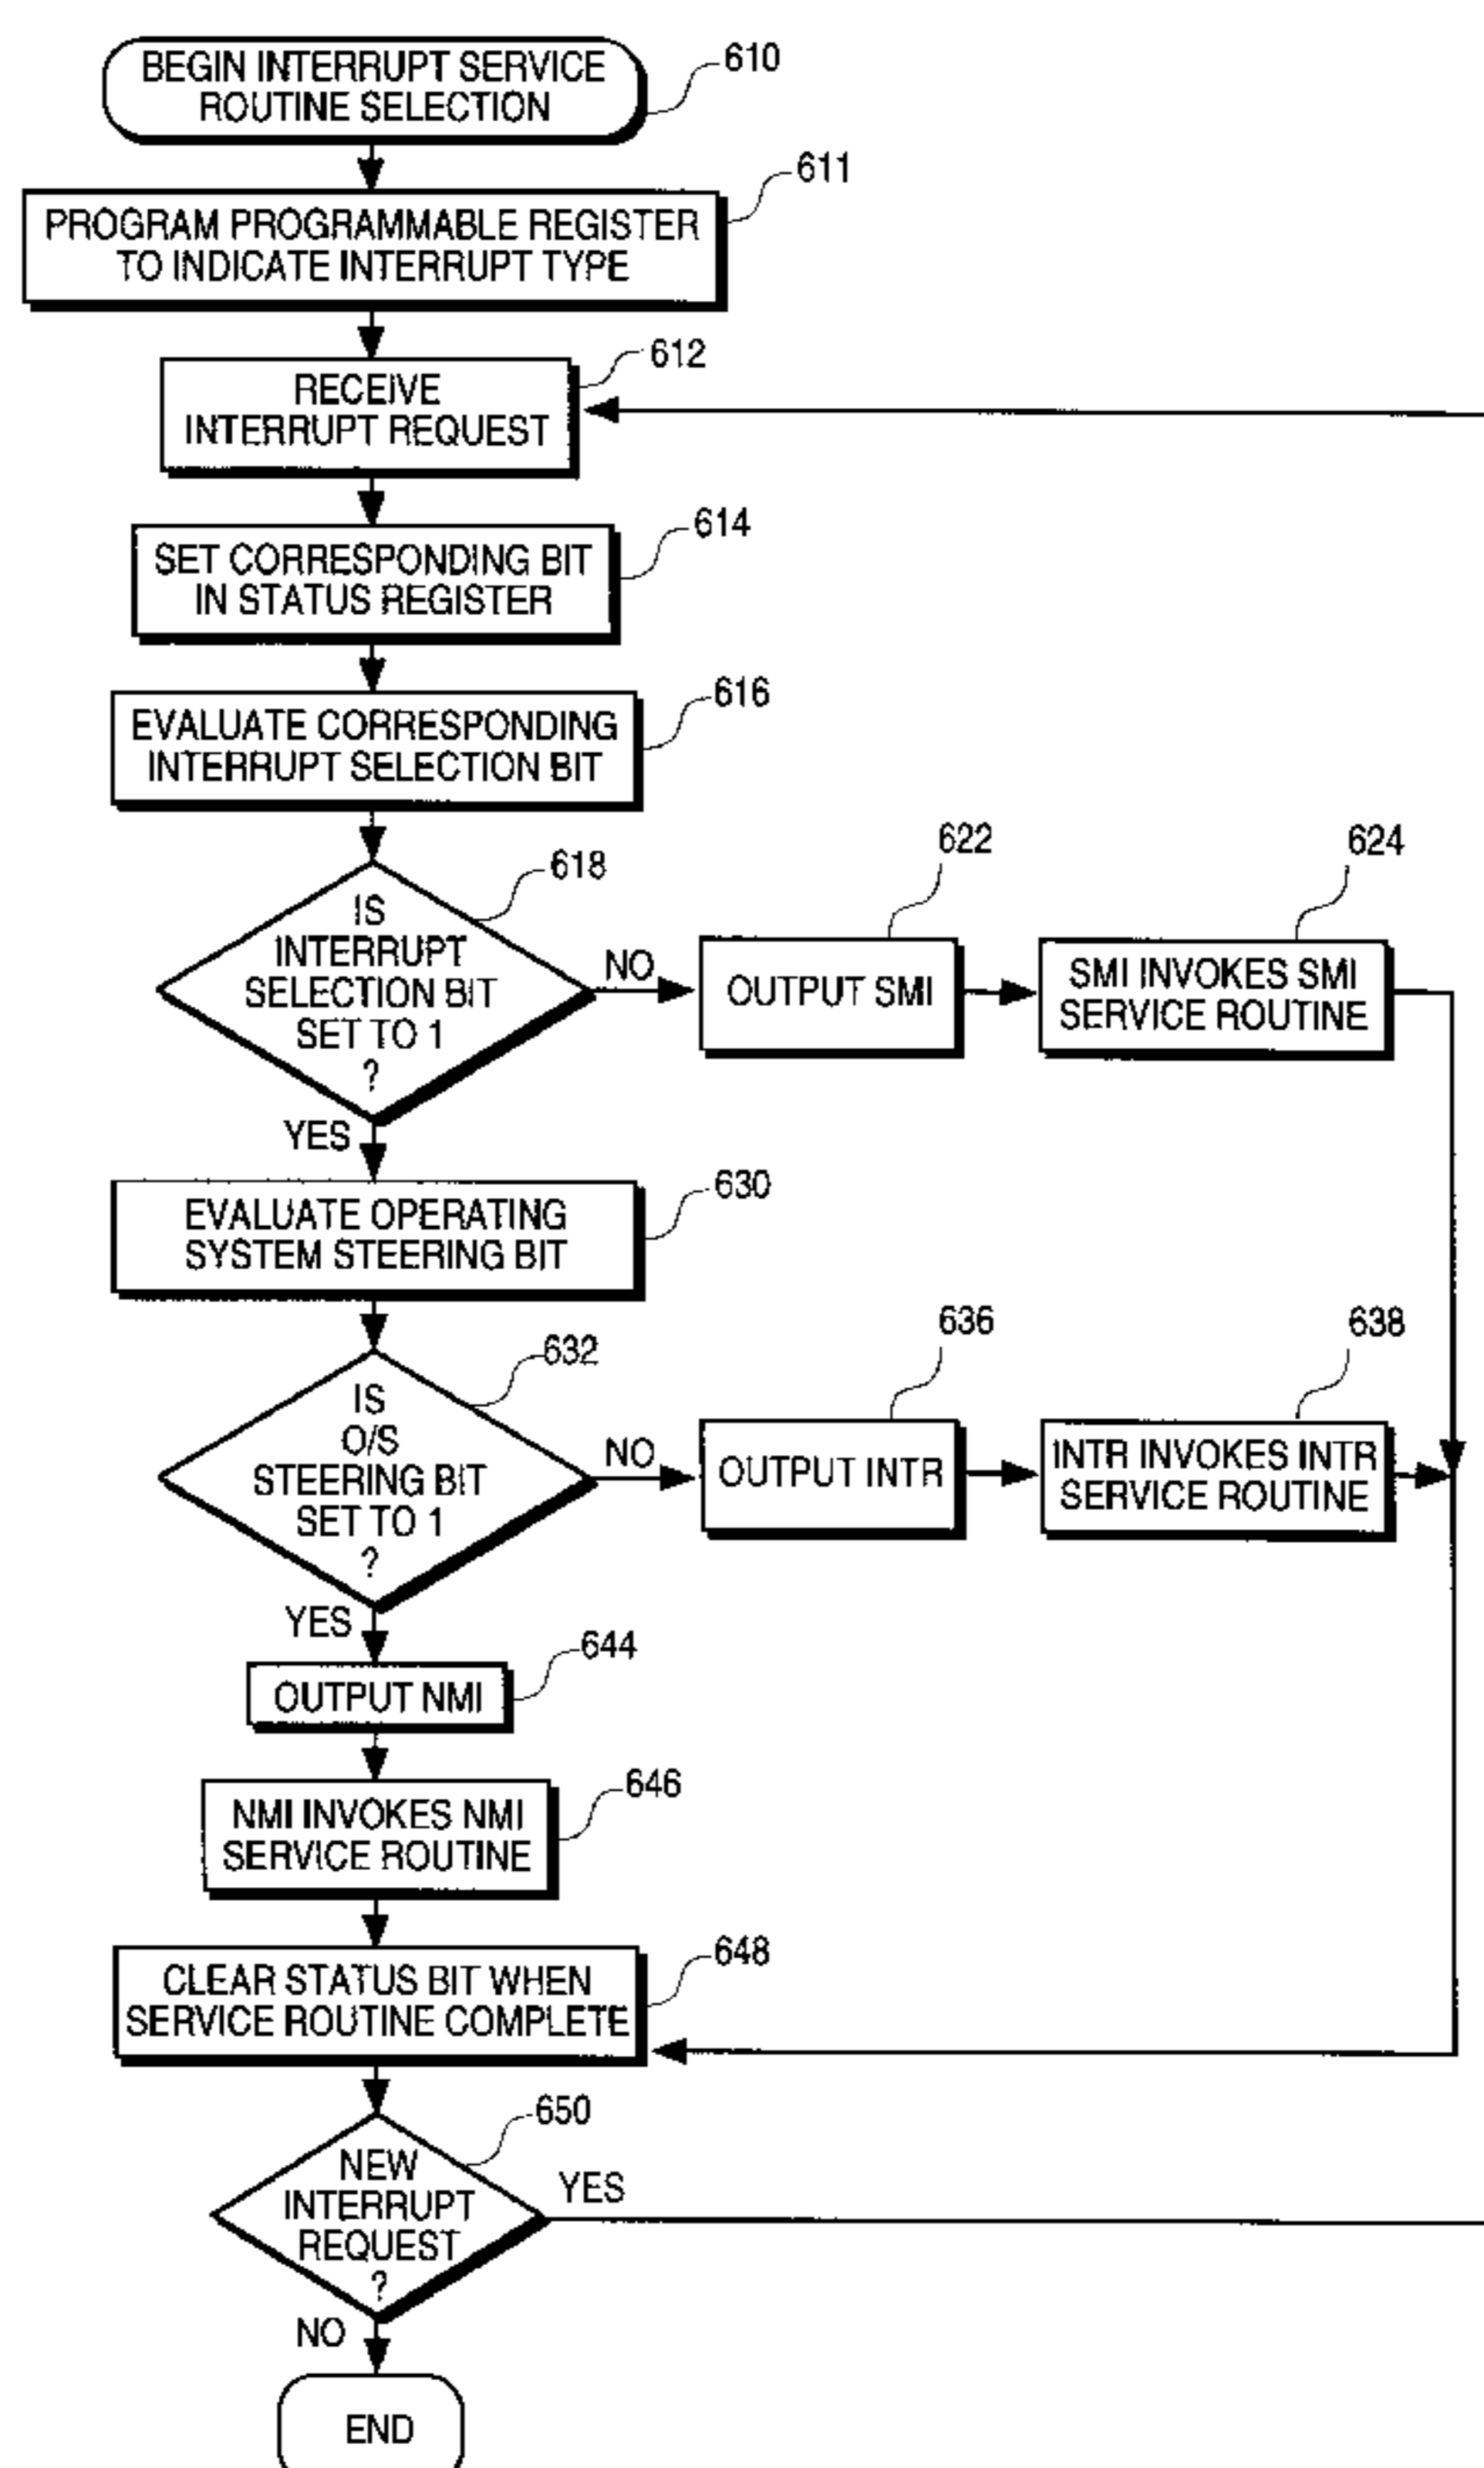 BEGIN INTERRUPT SERVICE
ROUTINE SELECTION
610
PROGRAM PROGRAMMABLE REGISTER
TO INDICATE INTERRUPT TYPE
611
RECEIVE
INTERRUPT REQUEST
612
SET CORRESPONDING BIT
IN STATUS REGISTER
614
EVALUATE CORRESPONDING
INTERRUPT SELECTION BIT
616
IS
INTERRUPT
SELECTION BIT
SET TO 1
?
618
NO
OUTPUT SMI
622
SMI INVOKES SMI
SERVICE ROUTINE
624
YES
EVALUATE OPERATING
SYSTEM STEERING BIT
630
IS
O/S
STEERING BIT
SET TO 1
?
632
NO
OUTPUT INTR
636
INTR INVOKES INTR
SERVICE ROUTINE
638
YES
OUTPUT NMI
644
NMI INVOKES NMI
SERVICE ROUTINE
646
CLEAR STATUS BIT WHEN
SERVICE ROUTINE COMPLETE
648
NEW
INTERRUPT
REQUEST
?
650
YES
NO
END